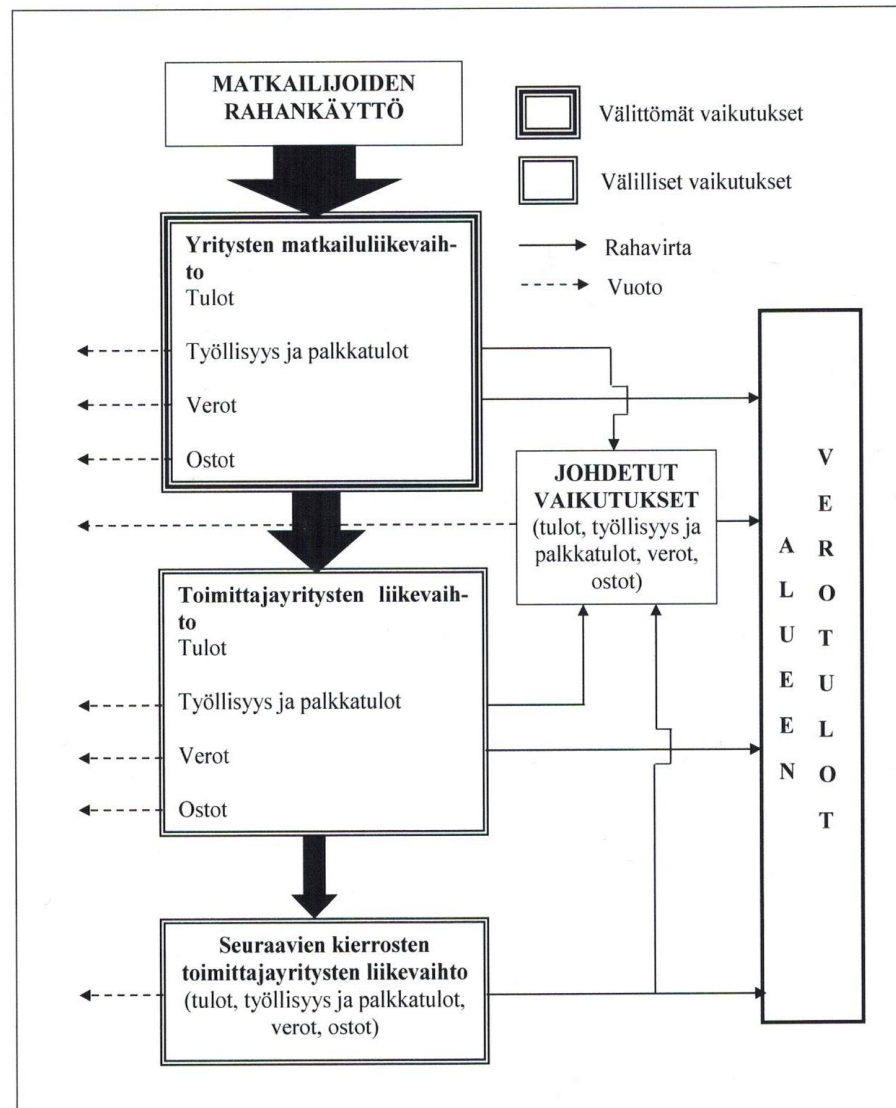 MATKAILIJOIDEN
RAHANKÄYTTÖ
Välittömät vaikutukset
Välilliset vaikutukset
Rahavirta
Vuoto
Yritysten matkailuliikevaih-
to
Tulot
Työllisyys ja palkkatulot
Verot
Ostot
JOHDETUT
VAIKUTUKSET
(tulot, työllisyys ja
palkkatulot, verot,
ostot)
Toimittajayritysten liikevaih-
to
Tulot
Työllisyys ja palkkatulot
Verot
Ostot
Seuraavien kierrosten
toimittajayritysten liikevaihto
(tulot, työllisyys ja palkkatulot,
verot, ostot)
ALUEEN
VEROTULOT